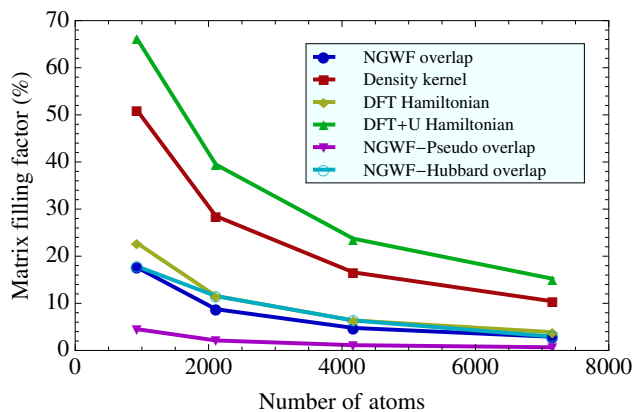 70
60
50
40
30
20
10
0
Matrix filling factor (%)
NGWF overlap
Density kernel
DFT Hamiltonian
DFT+U Hamiltonian
NGWF−Pseudo overlap
NGWF−Hubbard overlap
0 2000 4000 6000 8000
Number of atoms